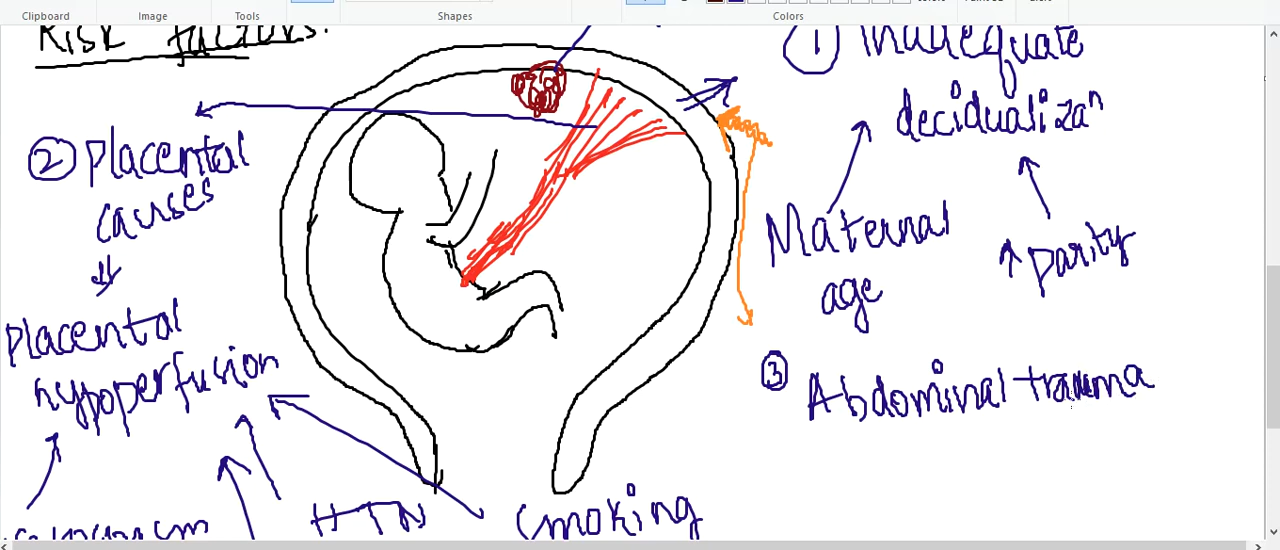 Clipboard
Image
Tools
Shapes
Colors
Risk factors:
① Inadequate
decidualizaⁿ
② Placental
causes
Maternal
age
↑ parity
Placental
hypoperfusion
③ Abdominal trauma
HTN
smoking